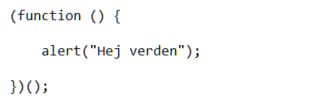 (function () {
    alert("Hej verden");
})();